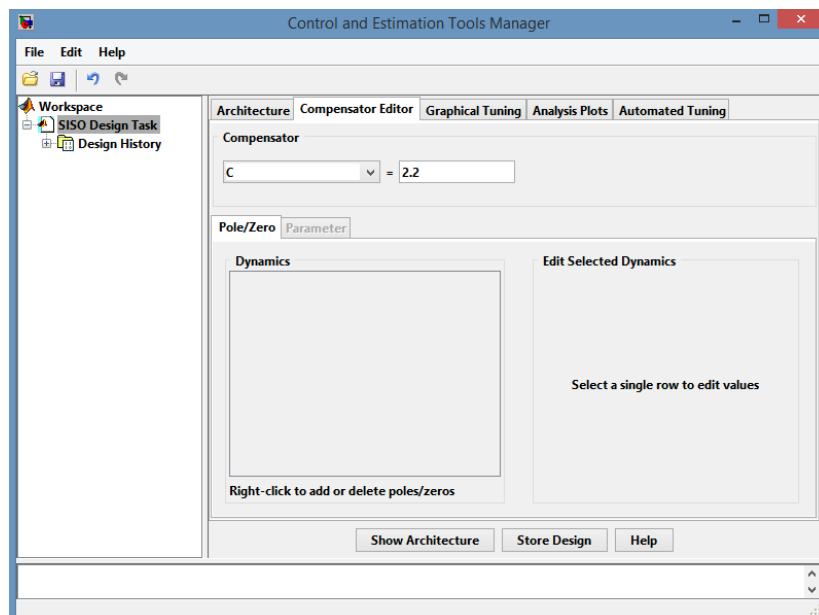 Control and Estimation Tools Manager
File Edit Help
Workspace
SISO Design Task
Design History
Architecture Compensator Editor Graphical Tuning Analysis Plots Automated Tuning
Compensator
C = 2.2
Pole/Zero Parameter
Dynamics
Edit Selected Dynamics
Select a single row to edit values
Right-click to add or delete poles/zeros
Show Architecture Store Design Help